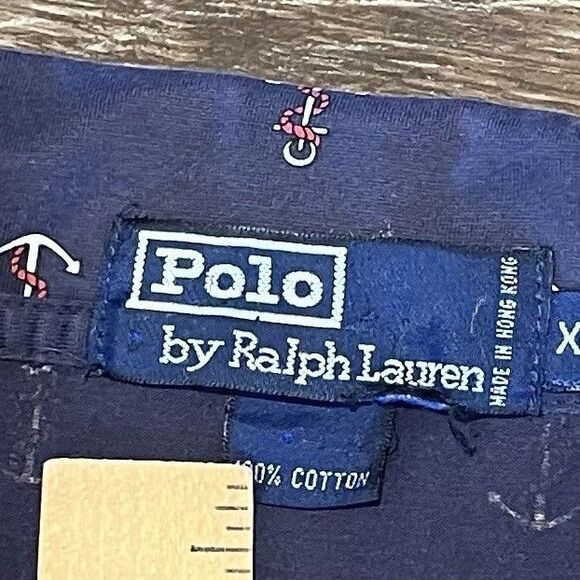 Polo
by Ralph Lauren
MADE IN HONG KONG
X
100% COTTON